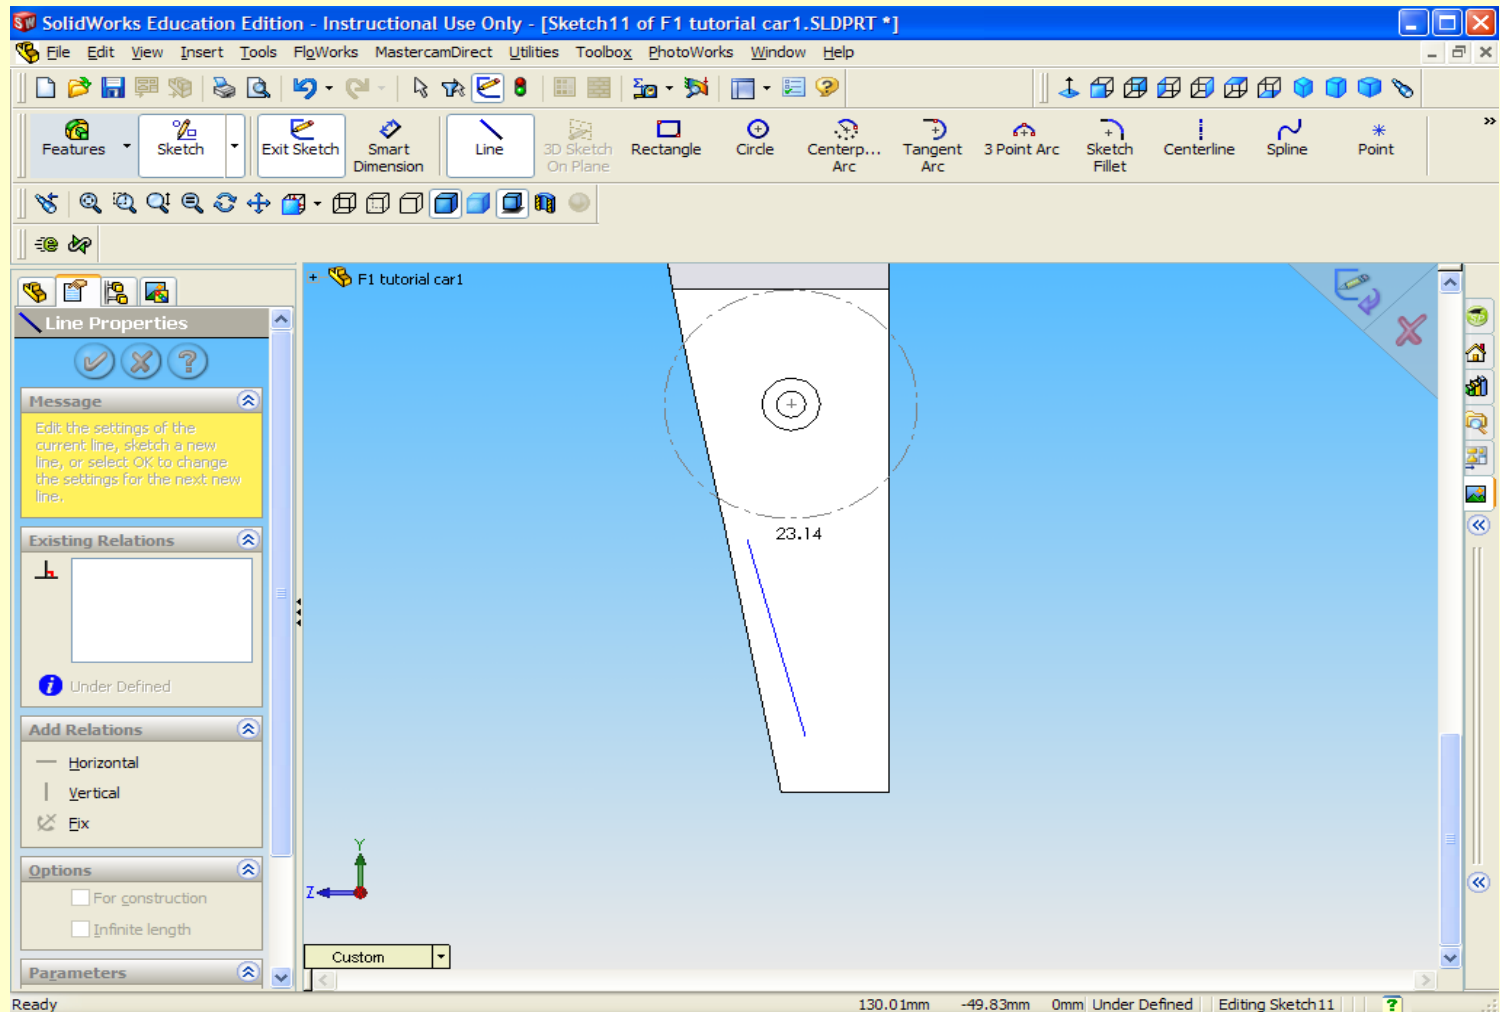 SolidWorks Education Edition - Instructional Use Only - [Sketch11 of F1 tutorial car1.SLDPRT *]
File Edit View Insert Tools FloWorks MastercamDirect Utilities Toolbox PhotoWorks Window Help
Features Sketch Exit Sketch Smart Dimension Line 3D Sketch On Plane Rectangle Circle Centerp... Arc Tangent Arc 3 Point Arc Sketch Fillet Centerline Spline Point
F1 tutorial car1
Line Properties
Message
Edit the settings of the
current line, sketch a new
line, or select OK to change
the settings for the next new
line.
Existing Relations
Under Defined
Add Relations
Horizontal
Vertical
Fix
Options
For construction
Infinite length
Parameters
23.14
Y
Z
Custom
Ready 130.01mm -49.83mm 0mm Under Defined Editing Sketch11